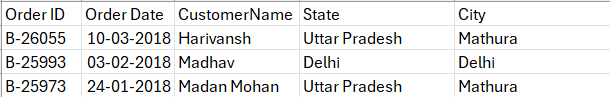 Order ID Order Date CustomerName State City
B-26055 10-03-2018 Harivansh Uttar Pradesh Mathura
B-25993 03-02-2018 Madhav Delhi Delhi
B-25973 24-01-2018 Madan Mohan Uttar Pradesh Mathura